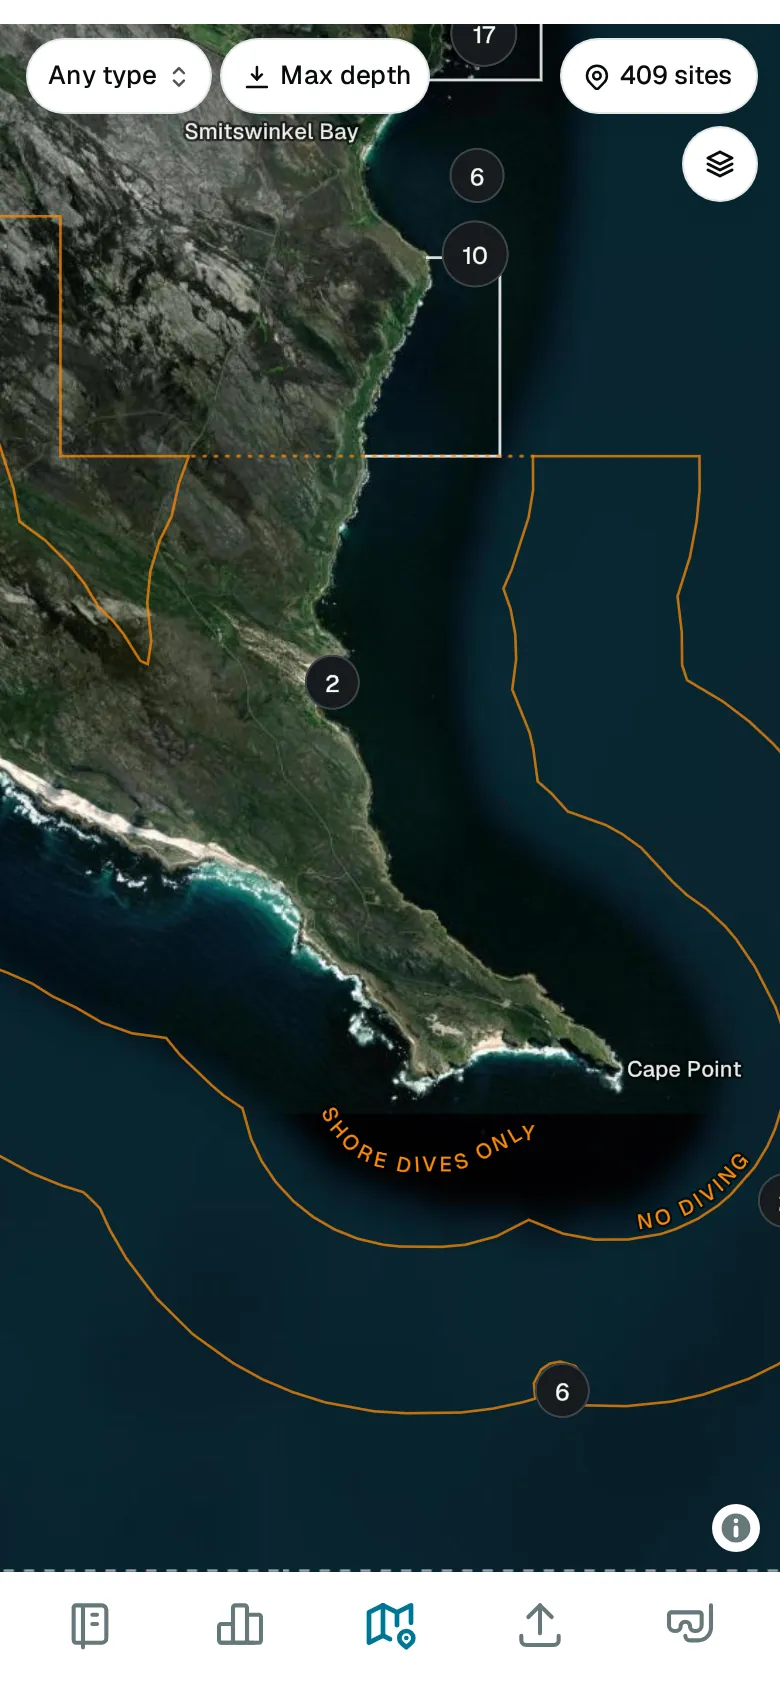 17
Any type
Max depth
409 sites
Smitswinkel Bay
6
10
2
Cape Point
SHORE DIVES ONLY
NO DIVING
6